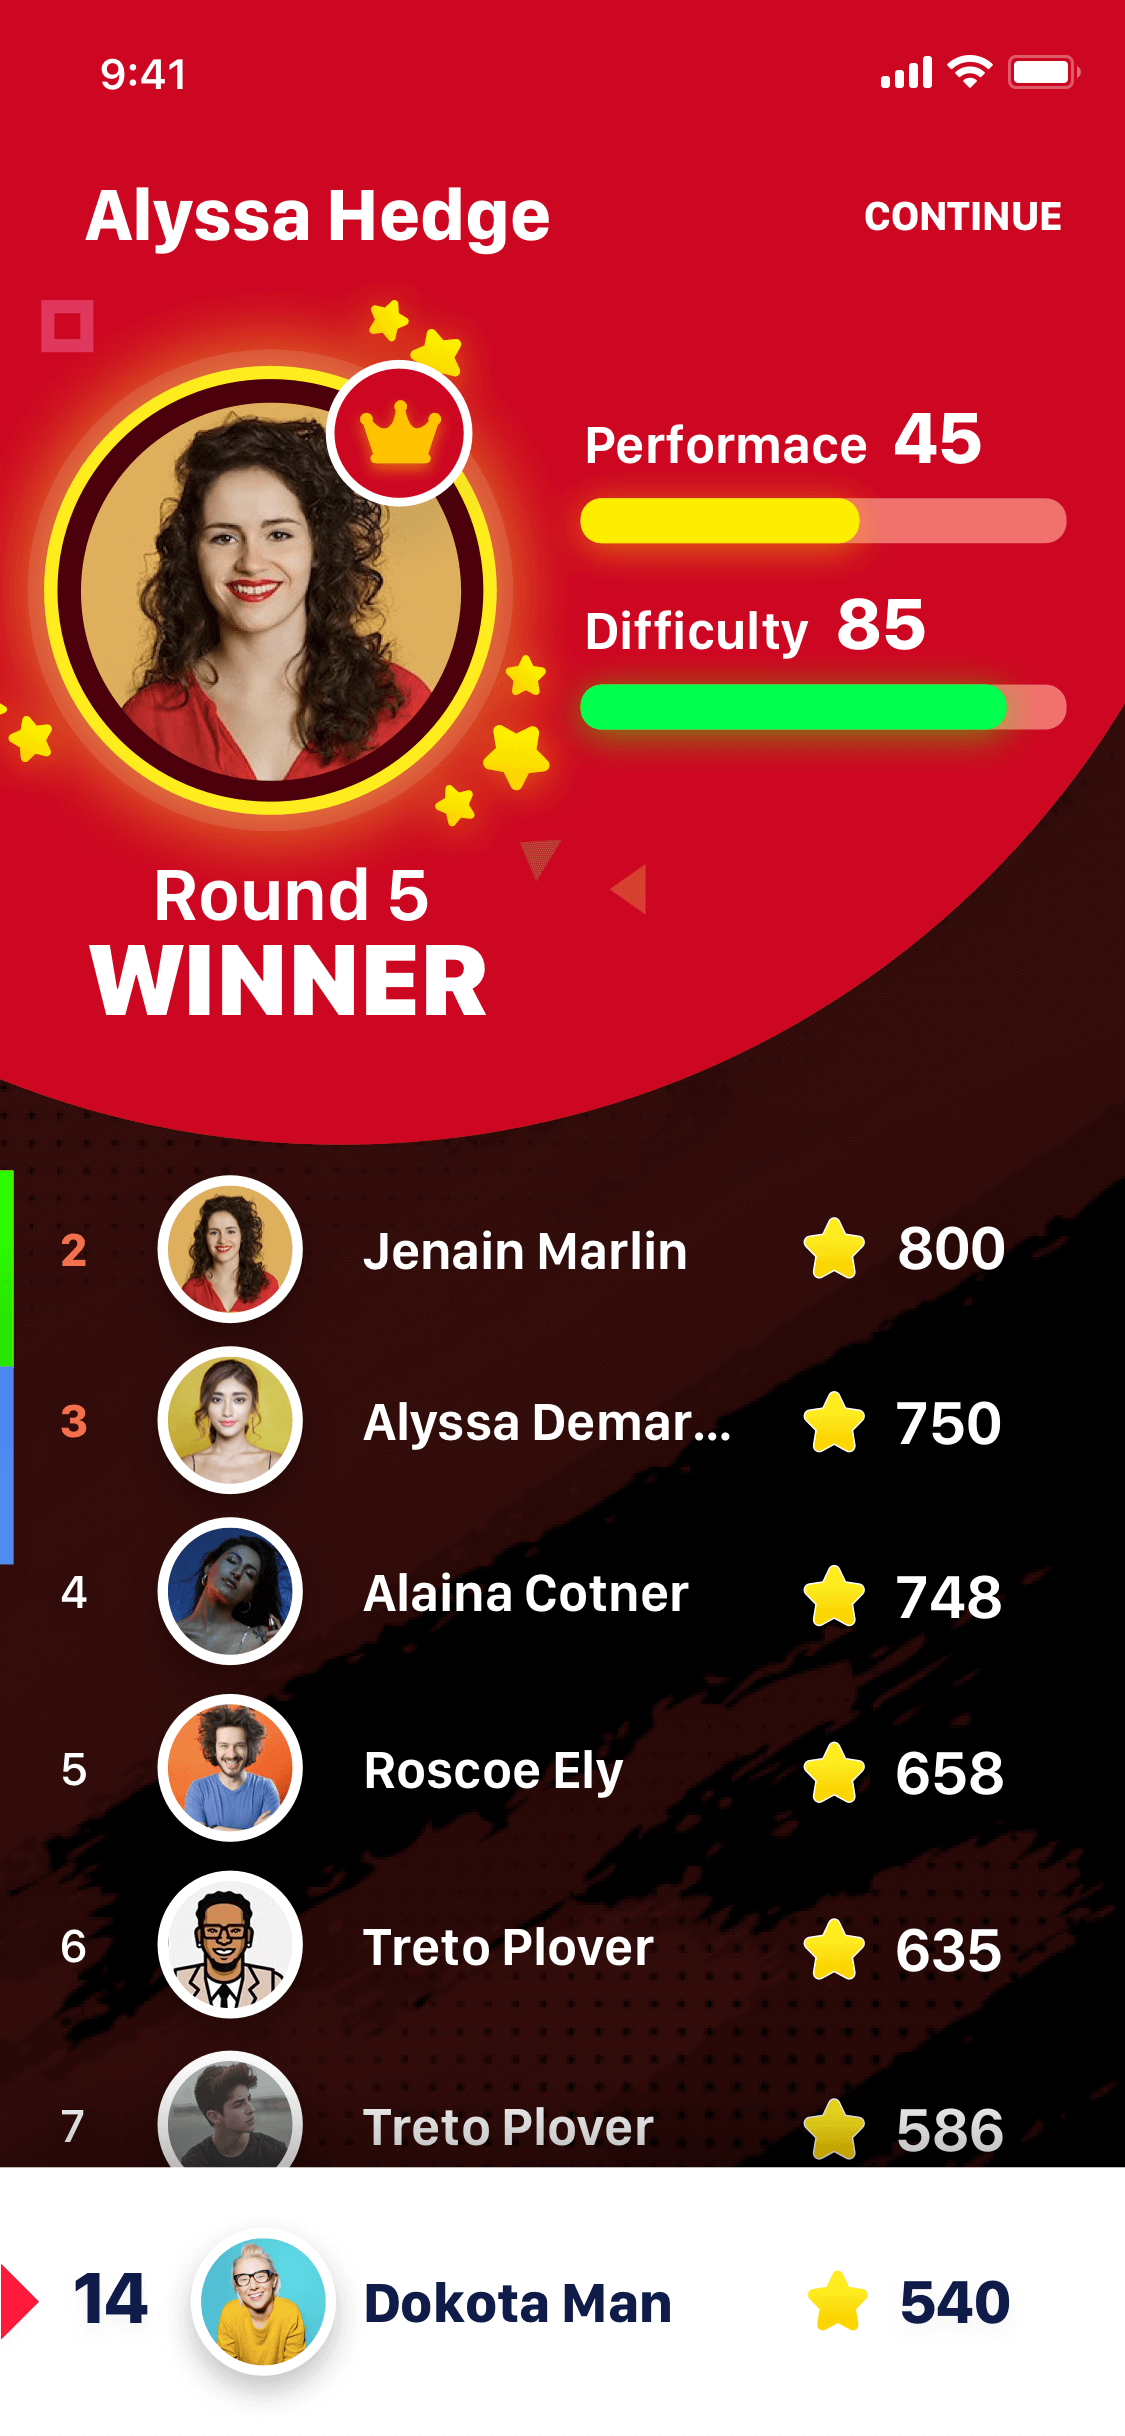 9:41
Alyssa Hedge CONTINUE
Performace 45
Difficulty 85
Round 5
WINNER
2 Jenain Marlin 800
3 Alyssa Demar... 750
4 Alaina Cotner 748
5 Roscoe Ely 658
6 Treto Plover 635
7 Treto Plover 586
14 Dokota Man 540